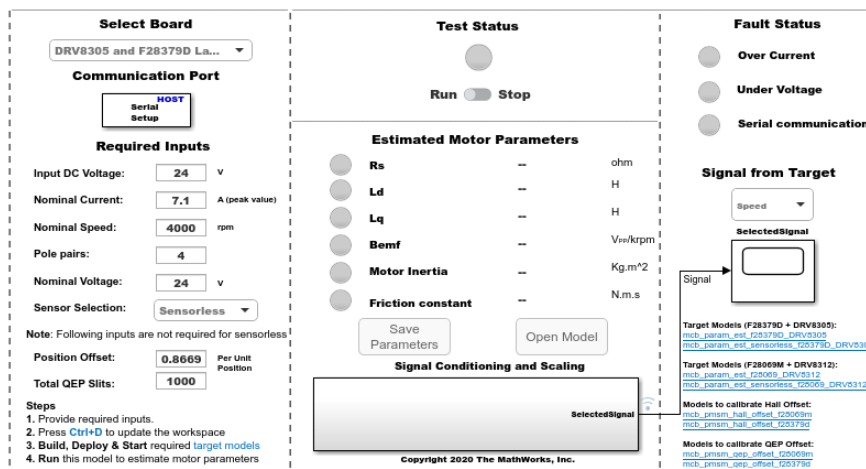 Select Board
DRV8305 and F28379D La...
Communication Port
HOST
Serial
Setup
Required Inputs
Input DC Voltage: 24 V
Nominal Current: 7.1 A (peak value)
Nominal Speed: 4000 rpm
Pole pairs: 4
Nominal Voltage: 24 V
Sensor Selection: Sensorless
Note: Following inputs are not required for sensorless
Position Offset: 0.8669 Per Unit
Position
Total QEP Slits: 1000
Steps
1. Provide required inputs.
2. Press Ctrl+D to update the workspace
3. Build, Deploy & Start required target models
4. Run this model to estimate motor parameters
Test Status
Run Stop
Estimated Motor Parameters
Rs -- ohm
Ld -- H
Lq -- H
Bemf -- VPP/krpm
Motor Inertia -- Kg.m^2
Friction constant -- N.m.s
Save
Parameters
Open Model
Signal Conditioning and Scaling
SelectedSignal
Copyright 2020 The MathWorks, Inc.
Fault Status
Over Current
Under Voltage
Serial communication
Signal from Target
Speed
SelectedSignal
Signal
Target Models (F28379D + DRV8305):
mcb_param_est_f28379D_DRV8305
mcb_param_est_sensorless_f28379D_DRV830
Target Models (F28069M + DRV8312):
mcb_param_est_f28069_DRV8312
mcb_param_est_sensorless_f28069_DRV8312
Models to calibrate Hall Offset:
mcb_pmsm_hall_offset_f28069m
mcb_pmsm_hall_offset_f28379d
Models to calibrate QEP Offset:
mcb_pmsm_qep_offset_f28069m
mcb_pmsm_qep_offset_f28379d